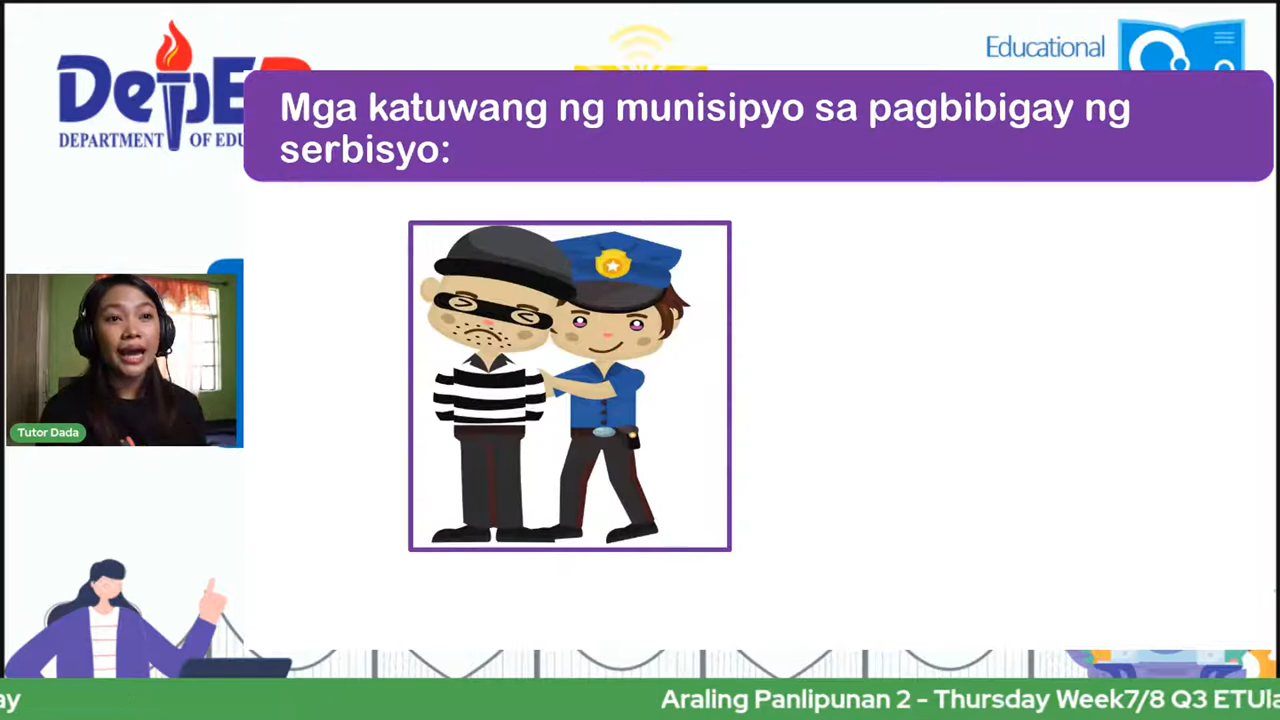 DepED
DEPARTMENT OF EDU
Educational
Mga katuwang ng munisipyo sa pagbibigay ng
serbisyo:
Tutor Dada
ay
Araling Panlipunan 2 - Thursday Week7/8 Q3 ETUla